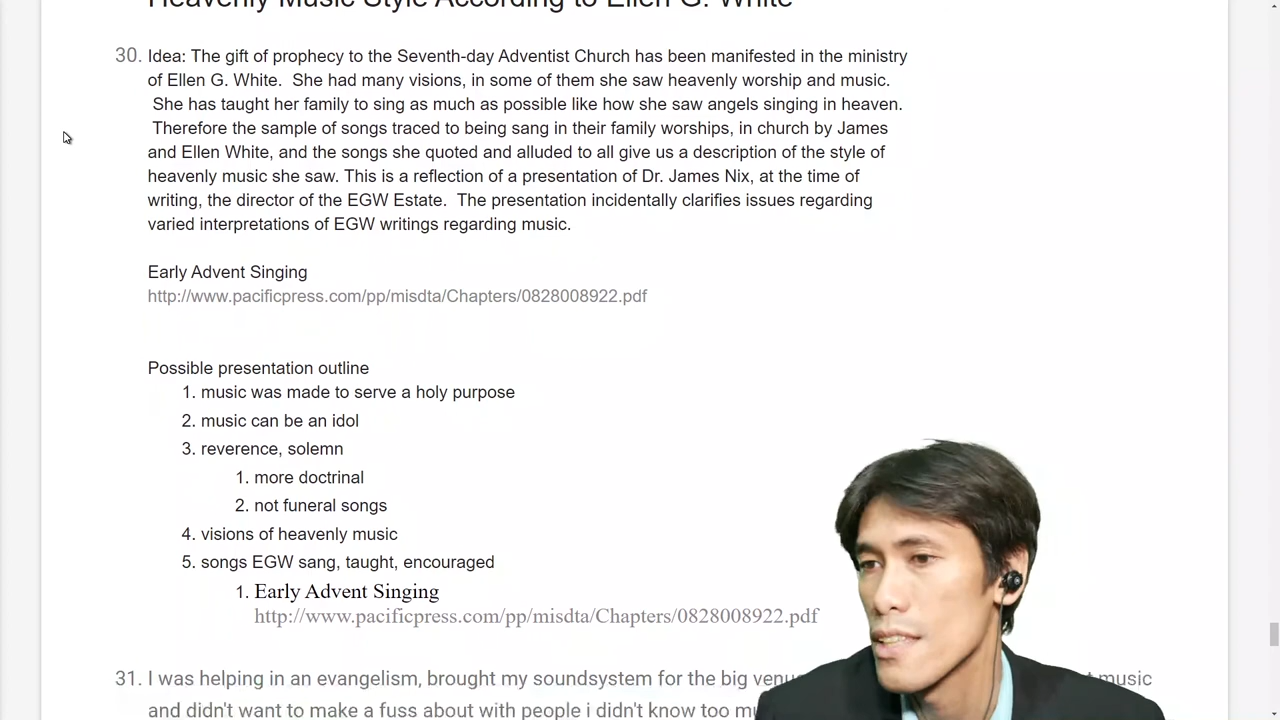 Heavenly Music Style According to Ellen G. White
30. Idea: The gift of prophecy to the Seventh-day Adventist Church has been manifested in the ministry
of Ellen G. White.  She had many visions, in some of them she saw heavenly worship and music.
She has taught her family to sing as much as possible like how she saw angels singing in heaven.
Therefore the sample of songs traced to being sang in their family worships, in church by James
and Ellen White, and the songs she quoted and alluded to all give us a description of the style of
heavenly music she saw. This is a reflection of a presentation of Dr. James Nix, at the time of
writing, the director of the EGW Estate.  The presentation incidentally clarifies issues regarding
varied interpretations of EGW writings regarding music.
Early Advent Singing
http://www.pacificpress.com/pp/misdta/Chapters/0828008922.pdf
Possible presentation outline
1. music was made to serve a holy purpose
2. music can be an idol
3. reverence, solemn
1. more doctrinal
2. not funeral songs
4. visions of heavenly music
5. songs EGW sang, taught, encouraged
1. Early Advent Singing
http://www.pacificpress.com/pp/misdta/Chapters/0828008922.pdf
31. I was helping in an evangelism, brought my soundsystem for the big music
and didn't want to make a fuss about with people i didn't know too